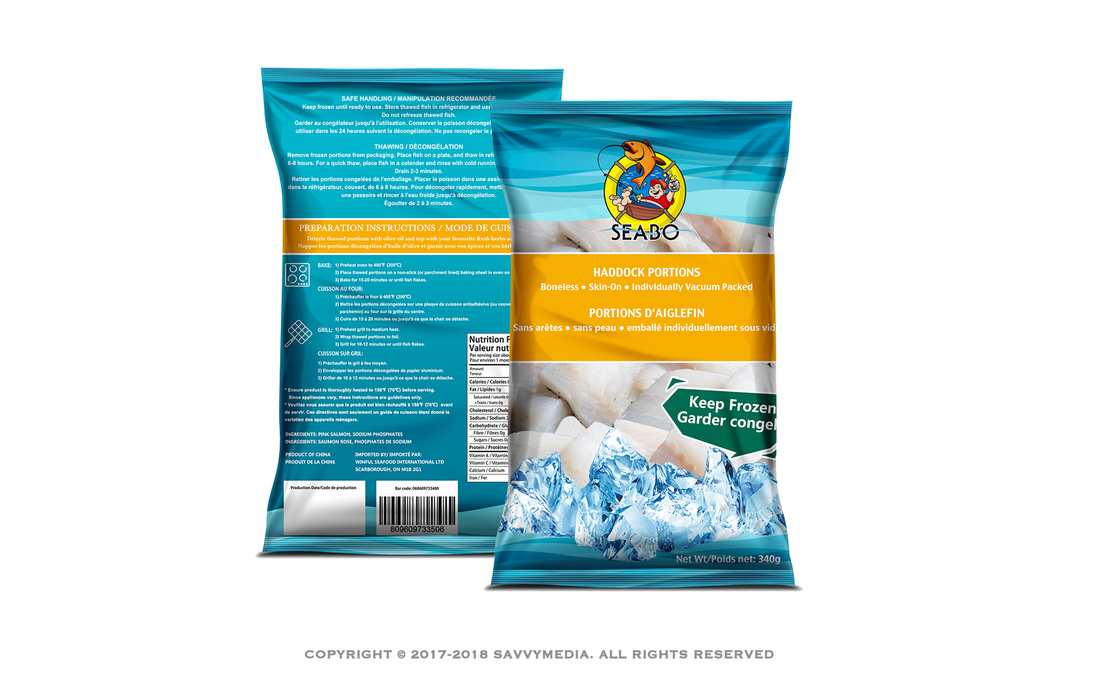 SAFE HANDLING / MANIPULATION RECOMMANDÉE
Keep frozen until ready to use. Store thawed fish in refrigerator and use
Do not refreeze thawed fish.
Garder au congélateur jusqu'à l'utilisation. Conserver le poisson décongel
utiliser dans les 24 heures suivant la décongélation. Ne pas recongeler le
THAWING / DÉCONGÉLATION
Remove frozen portions from packaging. Place fish on a plate, and thaw in
6-8 hours. For a quick thaw, place fish in a colander and rinse with cold
Drain 2-3 minutes.
Retirer les portions congelées de l'emballage. Placer le poisson dans une
dans le réfrigérateur, couvert, de 6 à 8 heures. Pour décongeler rapidement,
une passoire et rincer à l'eau froide jusqu'à décongélation.
Égoutter de 2 à 3 minutes.
PREPARATION INSTRUCTIONS / MODE DE CUIS
Drizzle thawed portions with olive oil and top with your favourite fresh herbs
Napper les portions décongelées d'huile d'olive et garnir avec vos épices et vos
BAKE: 1) Preheat oven to 400°F (200°C)
2) Place thawed portions on a non-stick (or parchment lined) baking sheet to oven on
3) Bake for 15-20 minutes or until fish flakes.
CUISSON AU FOUR:
1) Préchauffer le four à 400°F (200°C)
2) Mettre les portions décongelées sur une plaque de cuisson antiadhésive (ou couve
parchemin) au four sur la grille du centre.
3) Cuire de 15 à 20 minutes ou jusqu'à ce que la chair se détache.
GRILL: 1) Preheat grill to medium heat.
2) Wrap thawed portions in foil.
3) Grill for 10-12 minutes or until fish flakes.
CUISSON SUR GRIL:
1) Préchauffer le gril à feu moyen.
2) Envelopper les portions décongelées de papier aluminium.
3) Griller de 10 à 12 minutes ou jusqu'à ce que la chair se détache.
* Ensure product is thoroughly heated to 158°F (70°C) before serving.
Since appliances vary, these instructions are guidelines only.
* Veuillez vous assurer que le produit est bien réchauffé à 158°F (70°C) avant
de servir. Ces directives sont seulement un guide de cuisson étant donné la
variation des appareils ménagers.
INGREDIENTS: PINK SALMON, SODIUM PHOSPHATES
INGRÉDIENTS: SAUMON ROSE, PHOSPHATES DE SODIUM
PRODUCT OF CHINA
PRODUIT DE LA CHINE
IMPORTED BY/ IMPORTÉ PAR:
WINFUL SEAFOOD INTERNATIONAL LTD
SCARBOROUGH, ON M1B 2G1
Production Date/Code de production
Bar code: 060689733480
809609733506
Nutrition F
Valeur nut
Per serving size abo
Pour environ 1
Amount
Teneur
Calories / Calories
Fat / Lipides 1g
Saturated / saturés
+Trans / trans 0g
Cholesterol / Chole
Sodium / Sodium
Carbohydrate / Glu
Fibre / Fibres 0g
Sugars / Sucres 0g
Protein / Protéines
Vitamin A / Vitamin
Vitamin C / Vitamin
Calcium / Calcium
Iron / Fer
SEABO
HADDOCK PORTIONS
Boneless ● Skin-On ● Individually Vacuum Packed
PORTIONS D'AIGLEFIN
Sans arêtes ● sans peau ● emballé individuellement sous vid
Keep Frozen
Garder congel
Net Wt/Poids net: 340g
COPYRIGHT © 2017-2018 SAVVYMEDIA. ALL RIGHTS RESERVED